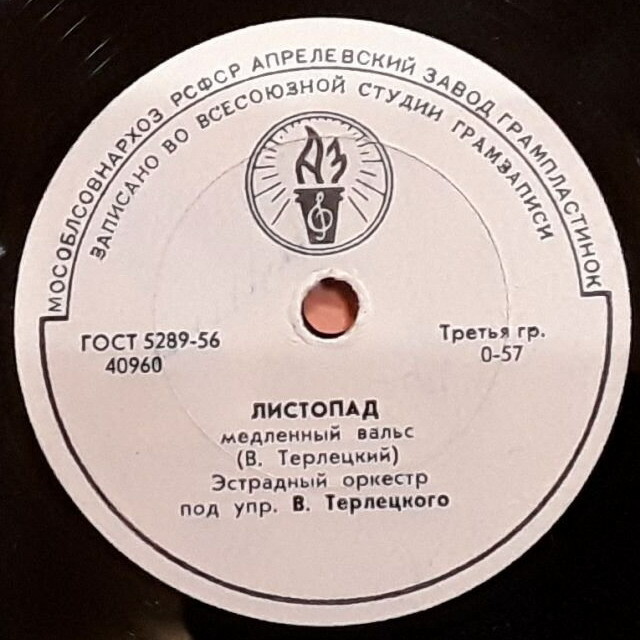 МОСОБЛСОВНАРХОЗ РСФСР АПРЕЛЕВСКИЙ ЗАВОД ГРАМПЛАСТИНОК
ЗАПИСАНО ВО ВСЕСОЮЗНОЙ СТУДИИ ГРАМЗАПИСИ
АЗ
ГОСТ 5289-56
40960
Третья гр.
0-57
ЛИСТОПАД
медленный вальс
(В. Терлецкий)
Эстрадный оркестр
под упр. В. Терлецкого